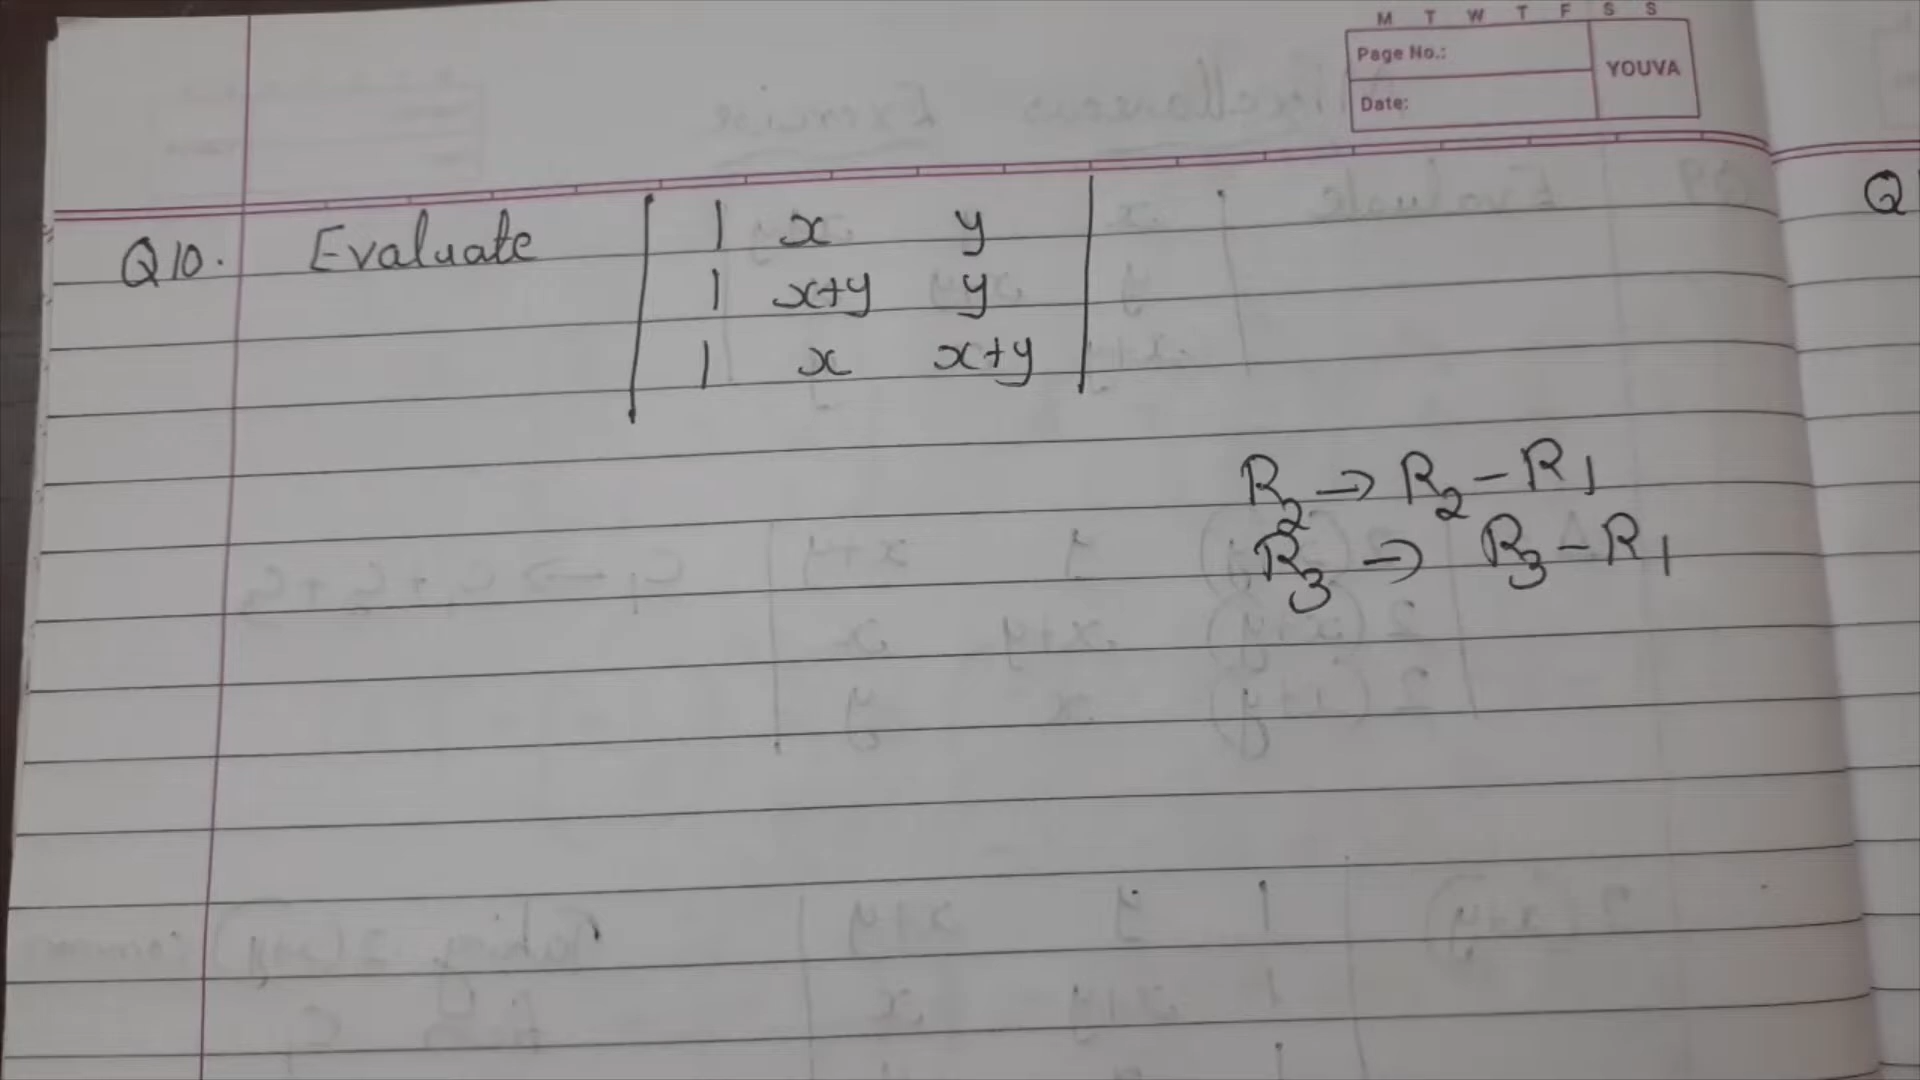 M T W T F S S
Page No.:
YOUVA
Date:
Q10. Evaluate | 1 x y |
1 x+y y
1 x x+y
R2 → R2 - R1
R3 → R3 - R1
Q